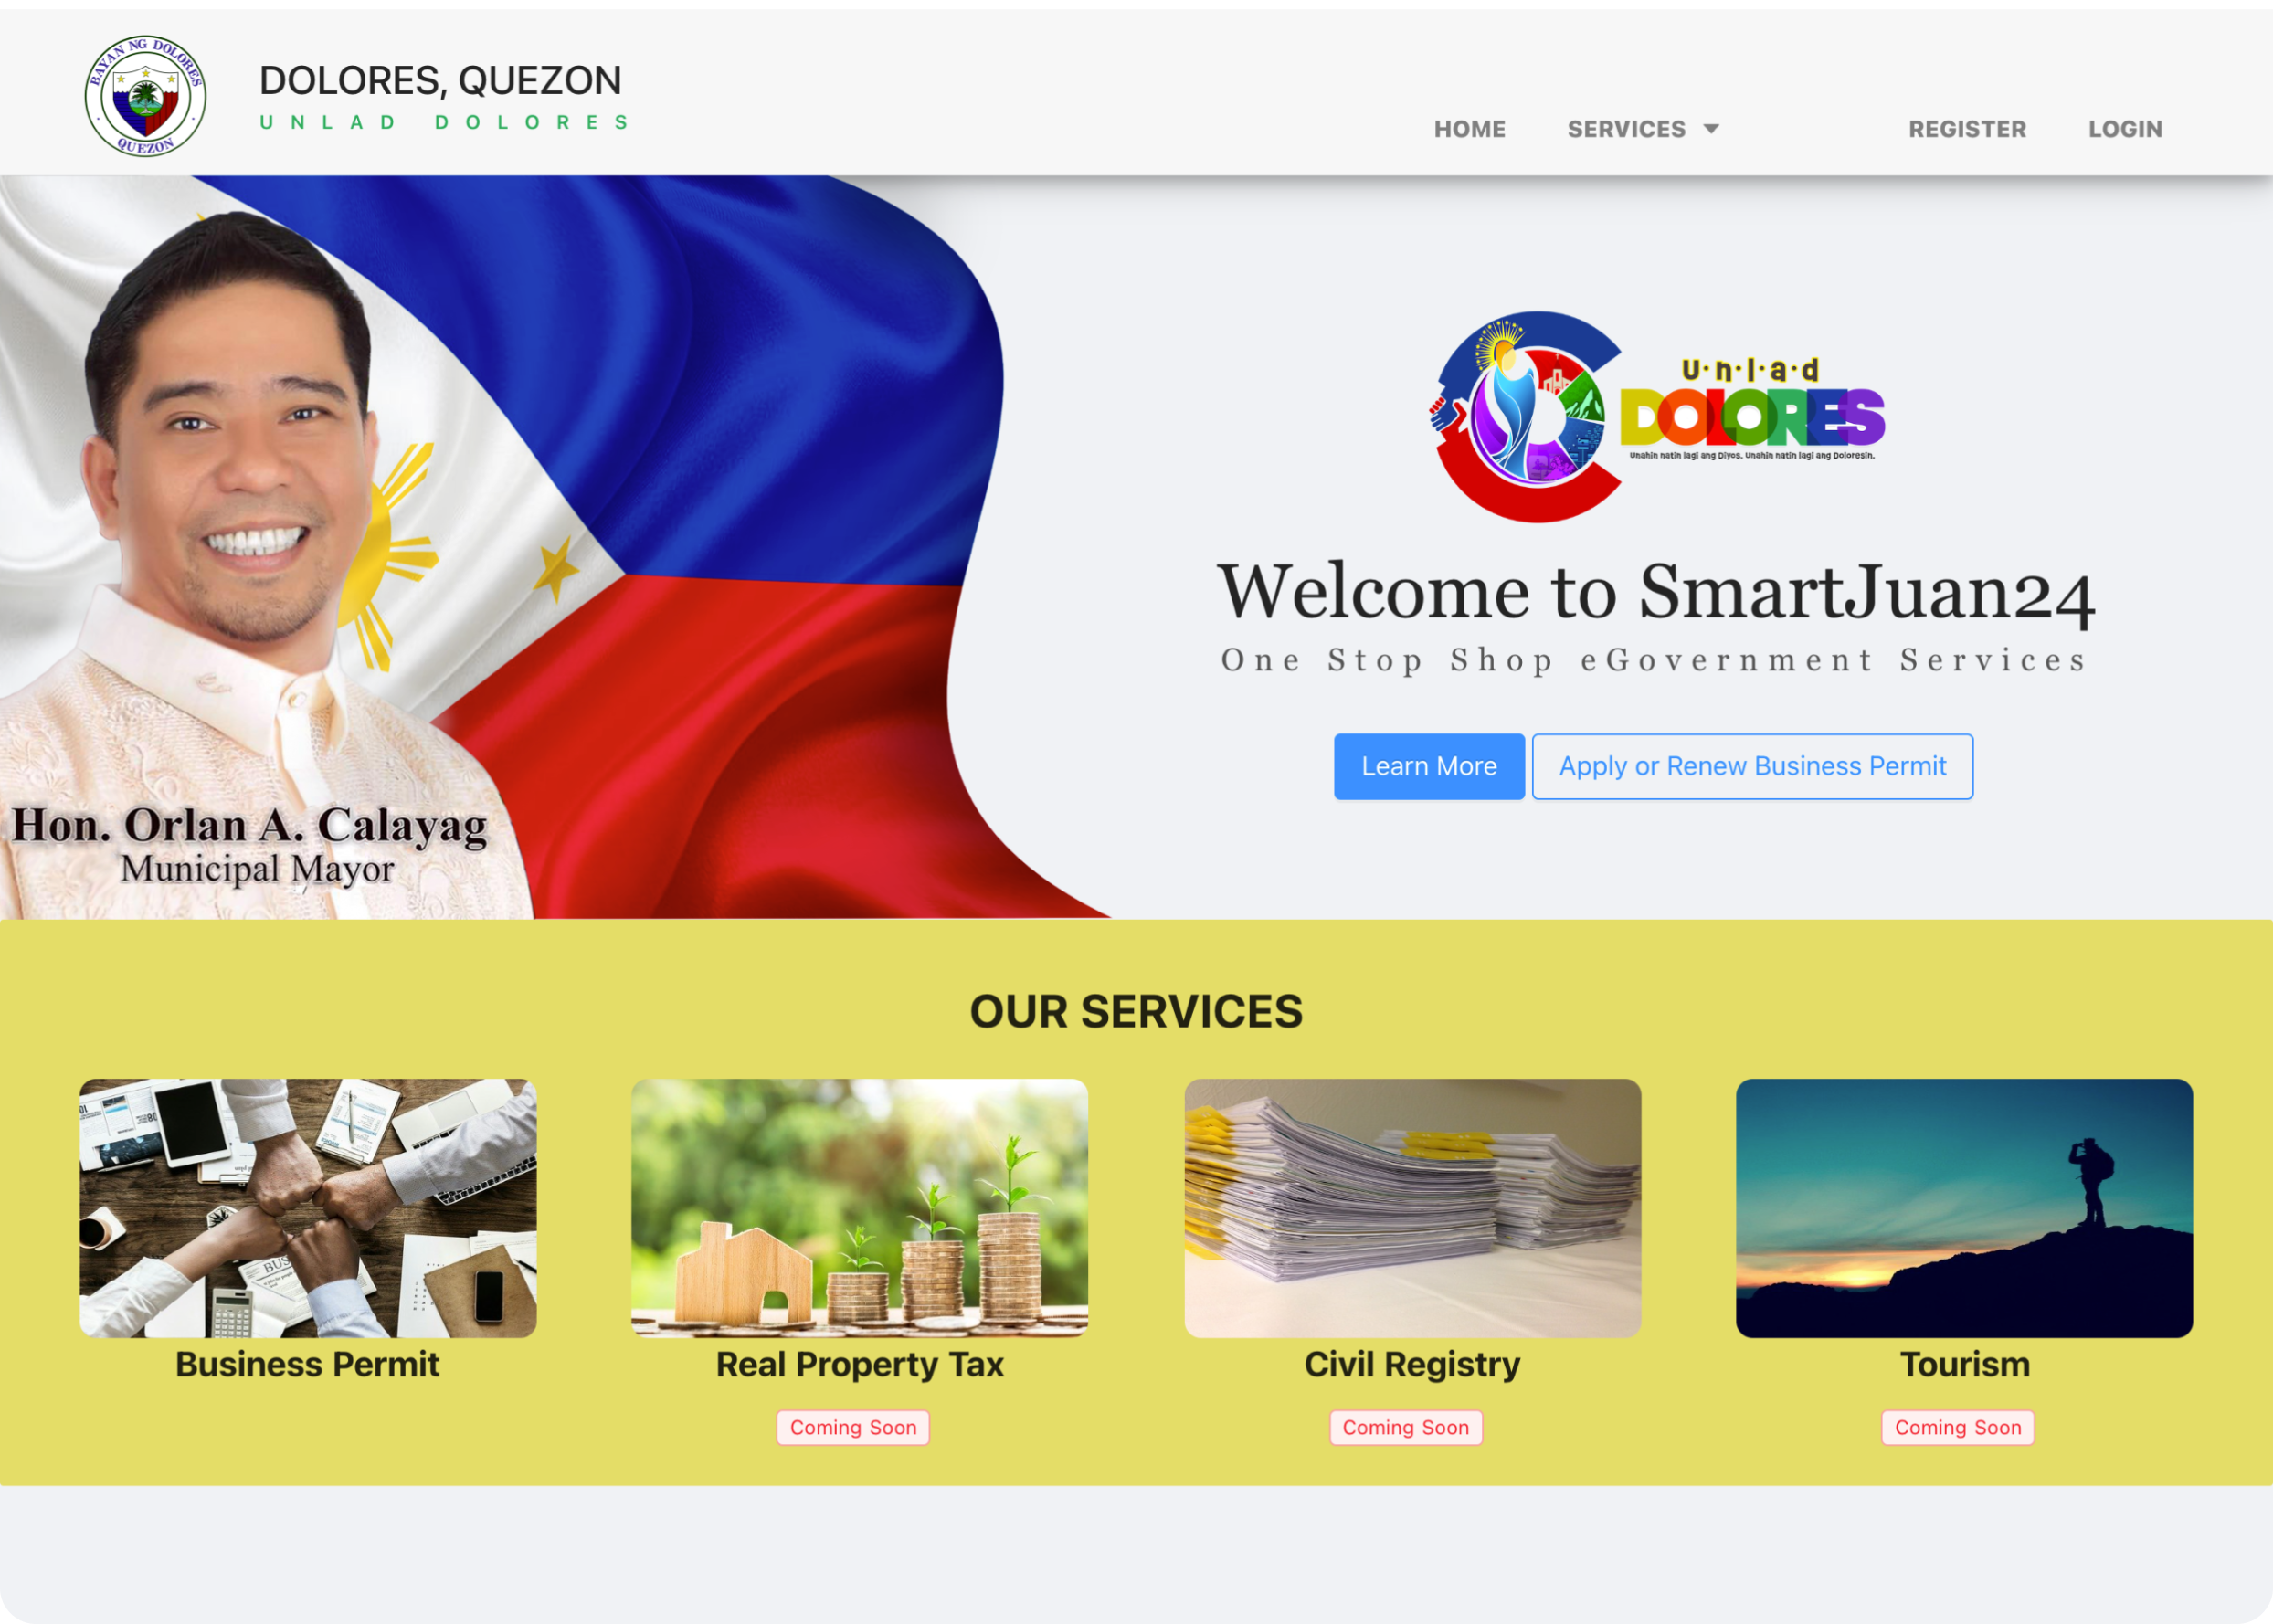 BAYAN NG DOLORES
QUEZON
DOLORES, QUEZON
UNLAD DOLORES
HOME
SERVICES
REGISTER
LOGIN
u·n·l·a·d
DOLORES
Unahin natin lagi ang Diyos. Unahin natin lagi ang Doloresin.
Welcome to SmartJuan24
One Stop Shop eGovernment Services
Learn More
Apply or Renew Business Permit
Hon. Orlan A. Calayag
Municipal Mayor
OUR SERVICES
BUS
Business Permit
Real Property Tax
Civil Registry
Tourism
Coming Soon
Coming Soon
Coming Soon